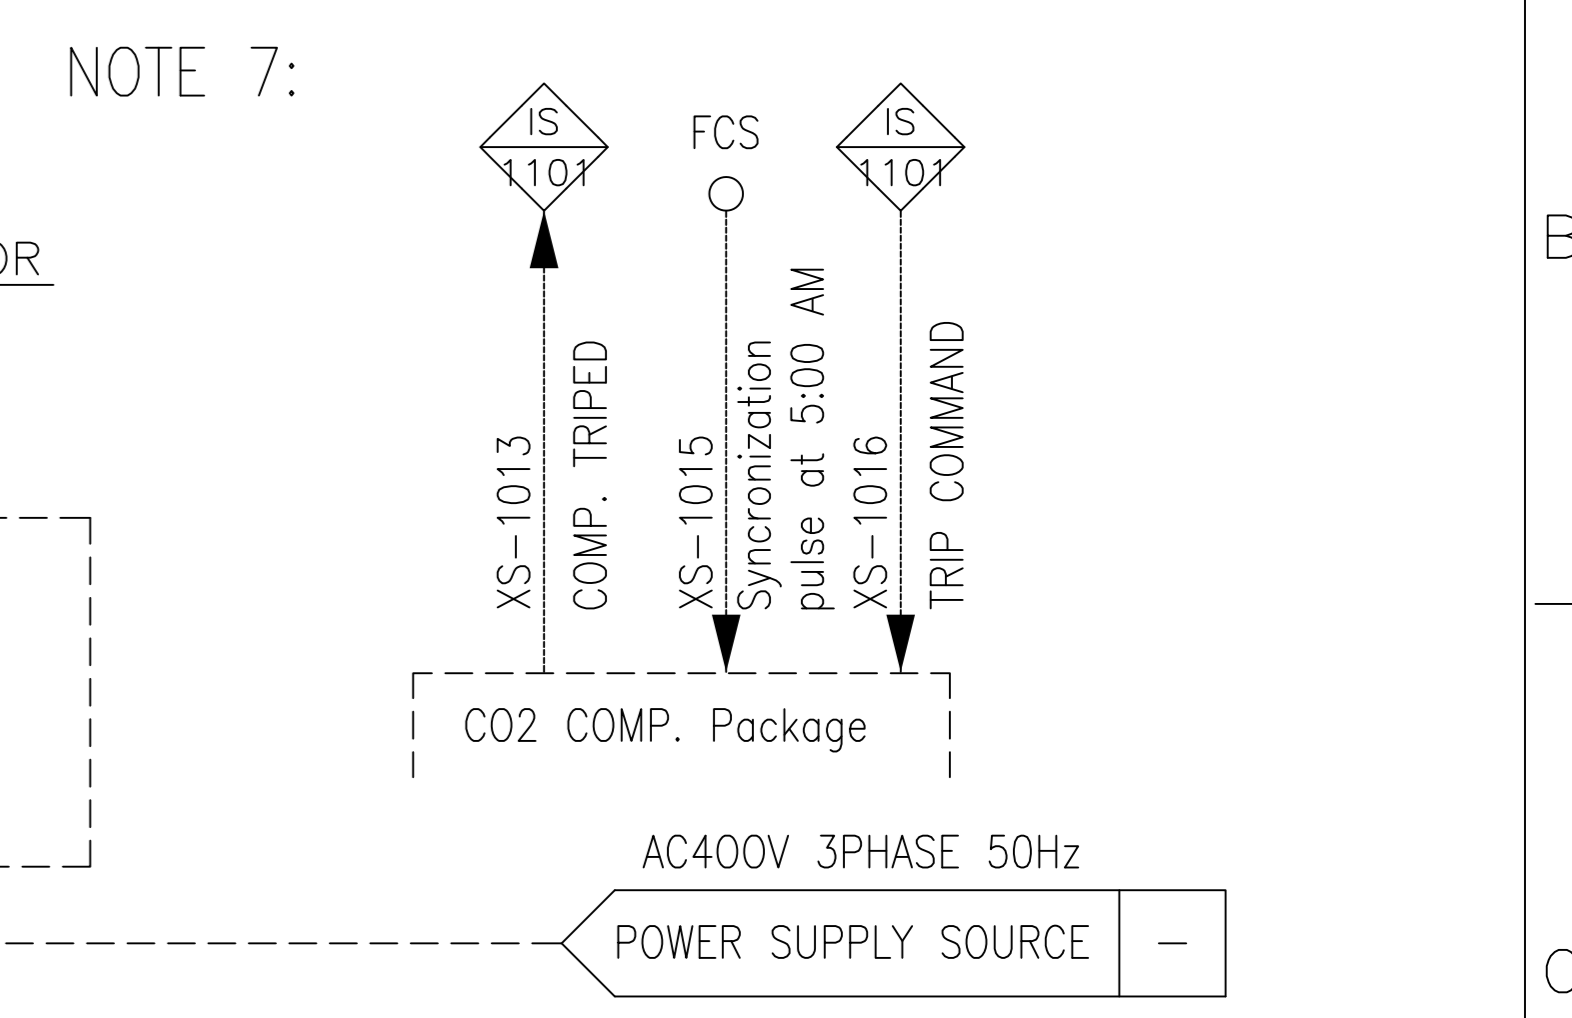 NOTE 7:
IS
1101
FCS
IS
1101
OR
XS-1013
COMP. TRIPED
XS-1015
Syncronization
pulse at 5:00 AM
XS-1016
TRIP COMMAND
B
CO2 COMP. Package
AC400V 3PHASE 50Hz
POWER SUPPLY SOURCE
-
C